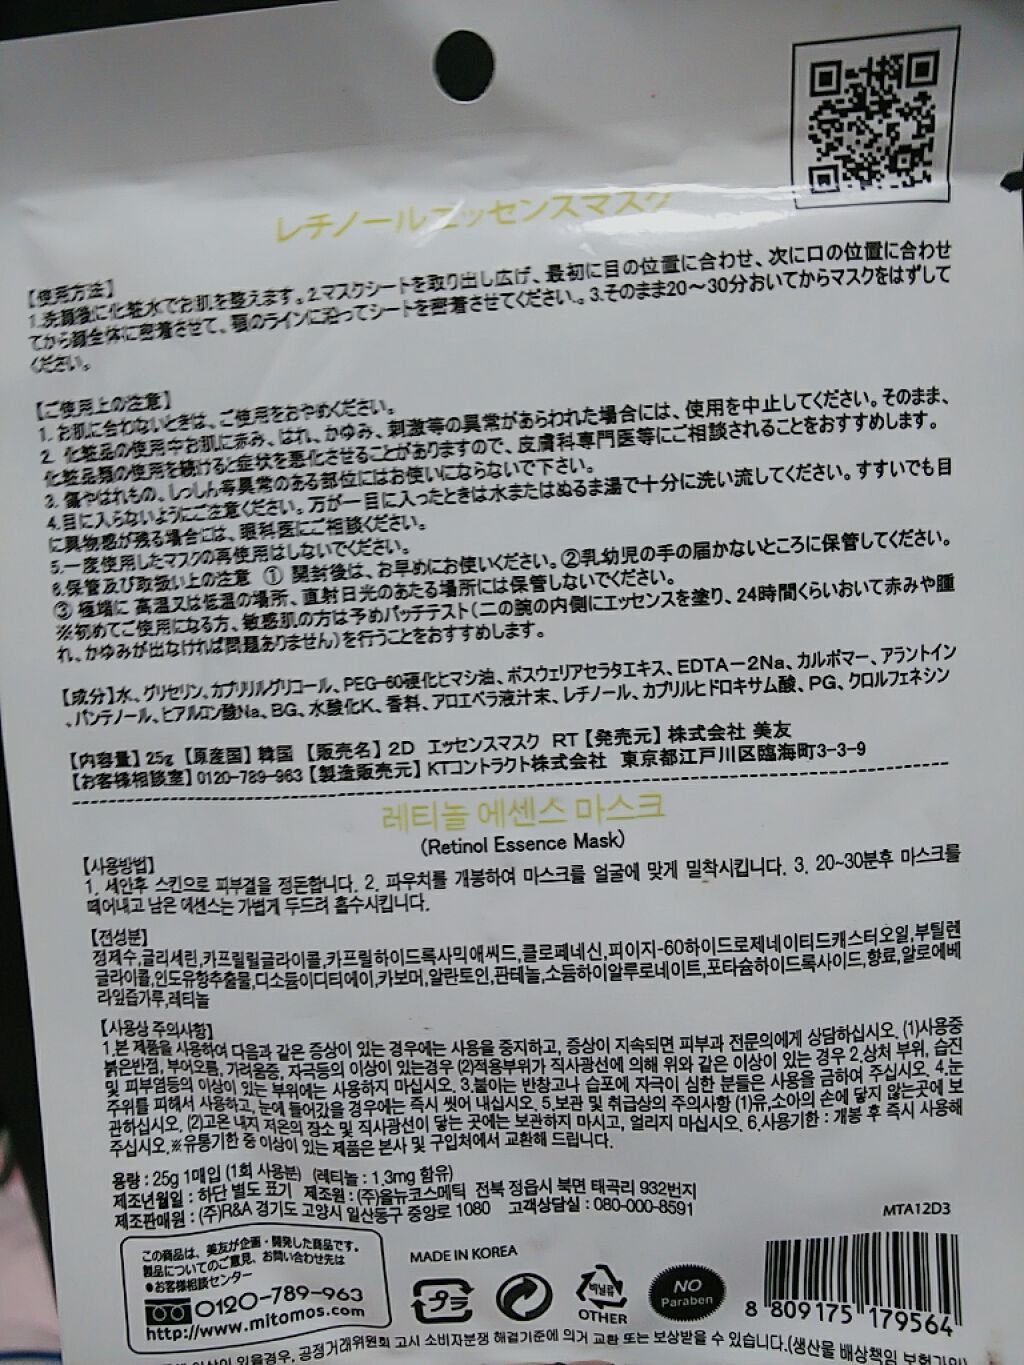 レチノールエッセンスマスク
【使用方法】
1.洗顔後に化粧水でお肌を整えます。2.マスクシートを取り出し広げ、最初に目の位置に合わせ、次に口の位置に合わせ
てから顔全体に密着させて、顎のラインに沿ってシートを密着させてください。3.そのまま20～30分おいてからマスクをはずして
ください。
【ご使用上の注意】
1. お肌に合わないときは、ご使用をおやめください。
2. 化粧品の使用中お肌に赤み、はれ、かゆみ、刺激等の異常があらわれた場合には、使用を中止してください。そのまま、
化粧品類の使用を続けると症状を悪化させることがありますので、皮膚科専門医等にご相談されることをおすすめします。
3. 傷やはれもの、しっしん等異常のある部位にはお使いにならないで下さい。
4.目に入らないようにご注意ください。万が一目に入ったときは水またはぬるま湯で十分に洗い流してください。すすいでも目
に異物感が残る場合には、眼科医にご相談ください。
5.一度使用したマスクの再使用はしないでください。
6.保管及び取扱い上の注意 ① 開封後は、お早めにお使いください。②乳幼児の手の届かないところに保管してください。
③ 極端に 高温又は低温の場所、直射日光のあたる場所には保管しないでください。
※初めてご使用になる方、敏感肌の方は予めパッチテスト(二の腕の内側にエッセンスを塗り、24時間くらいおいて赤みや腫
れ、かゆみが出なければ問題ありません)を行うことをおすすめします。
【成分】水、グリセリン、カプリリルグリコール、PEG-60硬化ヒマシ油、ボスウェリアセラタエキス、EDTA－2Na、カルボマー、アラントイン
、パンテノール、ヒアルロン酸Na、BG、水酸化K、香料、アロエベラ液汁末、レチノール、カプリルヒドロキサム酸、PG、クロルフェネシン
【内容量】25g 【原産国】韓国 【販売名】2D エッセンスマスク RT【発売元】株式会社 美友
【お客様相談室】0120-789-963【製造販売元】KTコントラクト株式会社 東京都江戸川区臨海町3-3-9
레티놀 에센스 마스크
(Retinol Essence Mask)
【사용방법】
1. 세안후 스킨으로 피부결을 정돈합니다. 2. 파우치를 개봉하여 마스크를 얼굴에 맞게 밀착시킵니다. 3. 20~30분후 마스크를
떼어내고 남은 에센스는 가볍게 두드려 흡수시킵니다.
【전성분】
정제수,글리세린,카프릴릴글라이콜,카프릴하이드록사믹애씨드,클로페네신,피이지-60하이드로제네이티드캐스터오일,부틸렌
글라이콜,인도유향추출물,디소듐이디티에이,카보머,알란토인,판테놀,소듐하이알루로네이트,포타슘하이드록사이드,향료,알로에베
라잎즙가루,레티놀
【사용상 주의사항】
1.본 제품을 사용하여 다음과 같은 증상이 있는 경우에는 사용을 중지하고, 증상이 지속되면 피부과 전문의에게 상담하십시오. (1)사용중
붉은반점, 부어오름, 가려움증, 자극등의 이상이 있는경우 (2)적용부위가 직사광선에 의해 위와 같은 이상이 있는 경우 2.상처 부위, 습진
및 피부염등의 이상이 있는 부위에는 사용하지 마십시오. 3.붙이는 반창고나 습포에 자극이 심한 분들은 사용을 금하여 주십시오. 4.눈
주위를 피해서 사용하고, 눈에 들어갔을 경우에는 즉시 씻어 내십시오. 5.보관 및 취급상의 주의사항 (1)유,소아의 손에 닿지 않는곳에 보
관하십시오. (2)고온 내지 저온의 장소 및 직사광선이 닿는 곳에는 보관하지 마시고, 얼리지 마십시오. 6.사용기한 : 개봉 후 즉시 사용해
주십시오.※유통기한 중 이상이 있는 제품은 본사 및 구입처에서 교환해 드립니다.
용량 : 25g 1매입 (1회 사용분) (레티놀 : 1.3mg 함유)
제조년월일 : 하단 별도 표기 제조원 : (주)올뉴코스메틱 전북 정읍시 북면 태곡리 932번지
제조판매원 : (주)R&A 경기도 고양시 일산동구 중앙로 1080 고객상담실 : 080-000-8591
MTA12D3
この商品は、美友が企画・開発した商品です。
製品についてのご意見、お問い合わせ先は
●お客様相談センター
0120-789-963
http://www.mitomos.com
MADE IN KOREA
プラ
비닐류
OTHER
NO
Paraben
8 809175 179564
이상이 있을경우, 공정거래위원회 고시 소비자분쟁 해결기준에 의거 교환 또는 보상받을 수 있습니다.(생산물 배상책임